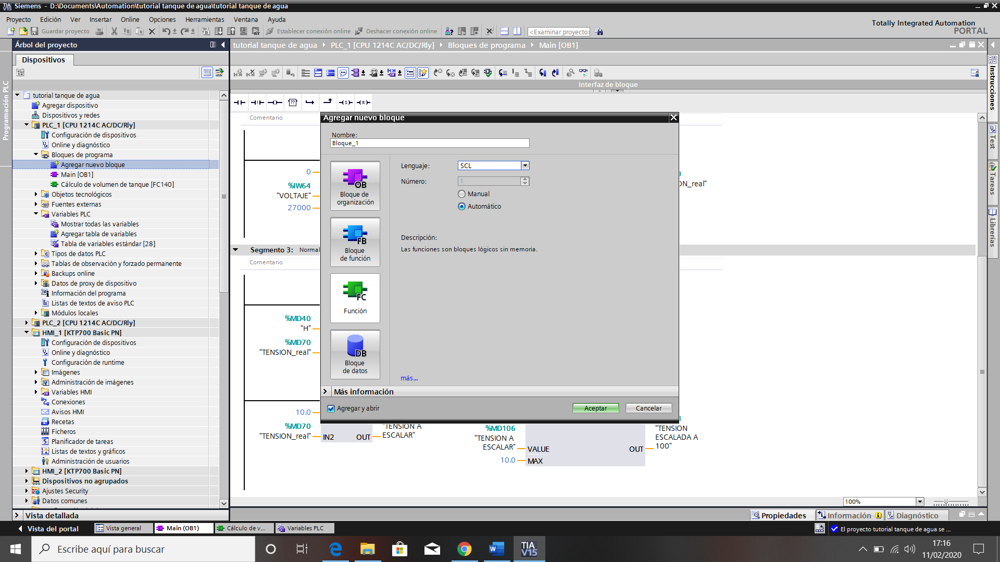 Siemens - D:\Documents\Automation\tutorial tanque de agua\tutorial tanque de agua
Proyecto Edición Ver Insertar Online Opciones Herramientas Ventana Ayuda
Totally Integrated Automation
PORTAL
Guardar proyecto
Establecer conexión online
Deshacer conexión online
<Examinar proyecto>
Árbol del proyecto
tutorial tanque de agua PLC_1 [CPU 1214C AC/DC/Rly] Bloques de programa Main [OB1]
Dispositivos
Programación PLC
Interfaz de bloque
tutorial tanque de agua
Agregar dispositivo
Dispositivos y redes
PLC_1 [CPU 1214C AC/DC/Rly]
Configuración de dispositivos
Online y diagnóstico
Bloques de programa
Agregar nuevo bloque
Main [OB1]
Cálculo de volumen de tanque [FC140]
Objetos tecnológicos
Fuentes externas
Variables PLC
Mostrar todas las variables
Agregar tabla de variables
Tabla de variables estándar [28]
Tipos de datos PLC
Tablas de observación y forzado permanente
Backups online
Datos de proxy de dispositivo
Información del programa
Listas de textos de aviso PLC
Módulos locales
PLC_2 [CPU 1214C AC/DC/Rly]
HMI_1 [KTP700 Basic PN]
Configuración de dispositivos
Online y diagnóstico
Configuración de runtime
Imágenes
Administración de imágenes
Variables HMI
Conexiones
Avisos HMI
Recetas
Ficheros
Planificador de tareas
Listas de textos y gráficos
Administración de usuarios
HMI_2 [KTP700 Basic PN]
Dispositivos no agrupados
Ajustes Security
Datos comunes
Vista detallada
Comentario
0
%IW64
"VOLTAJE"
27000
ON_real"
Segmento 3: Normal
Comentario
%MD40
"H"
%MD70
"TENSION_real"
10.0
%MD70
"TENSION_real"
IN2 OUT
"TENSION A
ESCALAR"
%MD106
"TENSION A
ESCALAR"
VALUE
10.0
MAX
OUT
"TENSION
ESCALADA A
100"
Agregar nuevo bloque
Nombre:
Bloque_1
OB
Bloque de
organización
FB
Bloque
de función
FC
Función
DB
Bloque
de datos
Lenguaje: SCL
Número: 1
Manual
Automático
Descripción:
Las funciones son bloques lógicos sin memoria.
más...
Más información
Agregar y abrir
Aceptar Cancelar
Instrucciones
Test
Tareas
Librerías
100%
Propiedades Información Diagnóstico
Vista del portal
Vista general
Main (OB1)
Cálculo de v...
Variables PLC
El proyecto tutorial tanque de agua se ...
Escribe aquí para buscar
TIA
V15
17:16
11/02/2020